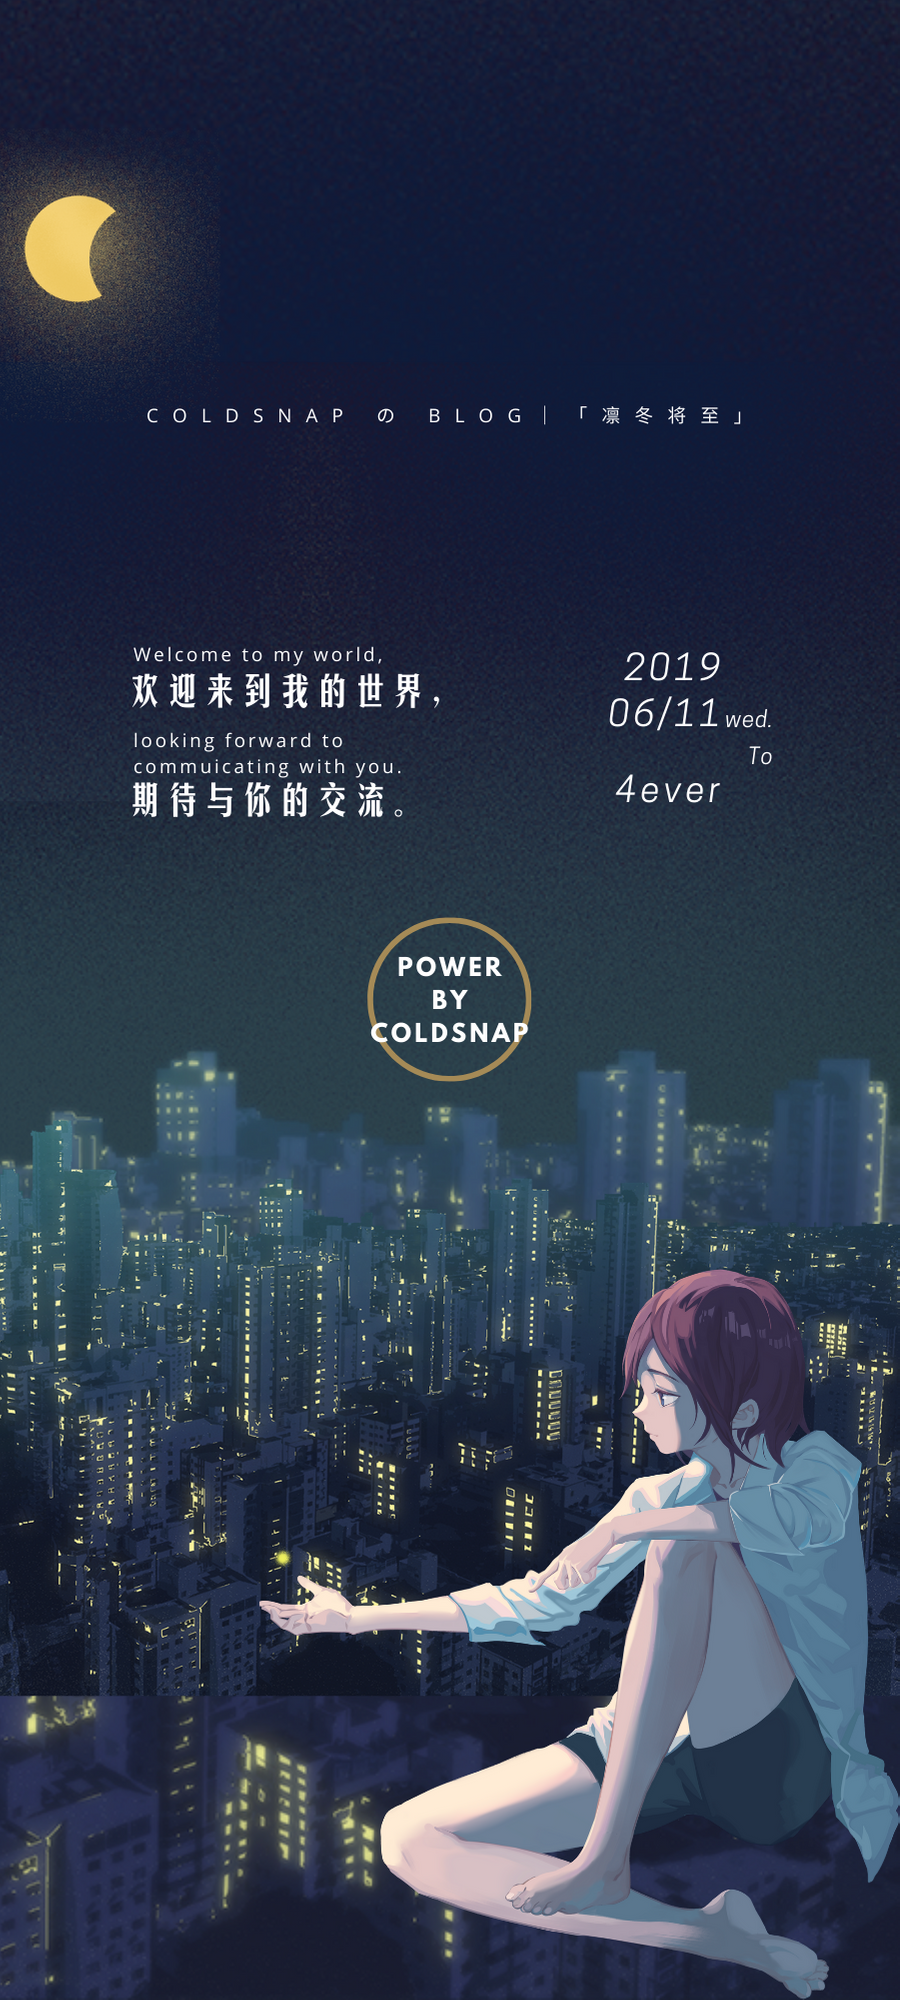 COLDSNAP の BLOG｜「凛冬将至」
Welcome to my world,
欢迎来到我的世界，
looking forward to
commuicating with you.
期待与你的交流。
2019
06/11 wed.
To
4ever
POWER
BY
COLDSNAP